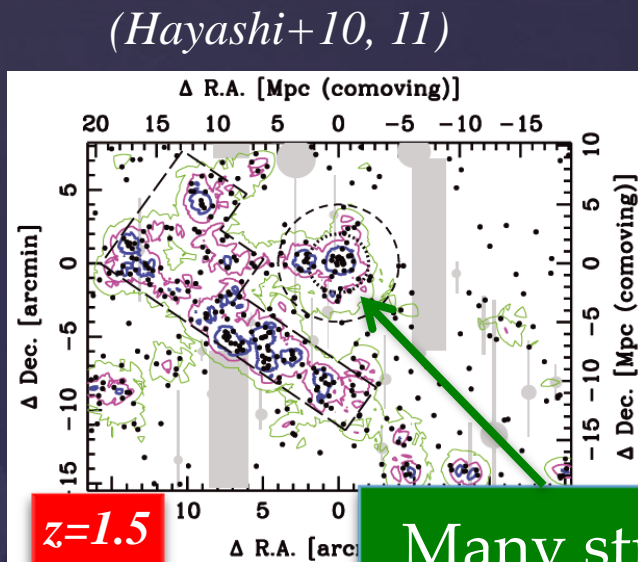 (Hayashi+10, 11)
Δ R.A. [Mpc (comoving)]
20 15 10 5 0 −5 −10 −15
Δ Dec. [arcmin]
5
0
−5
−10
−15
10
5
0
−5
−10
−15
Δ Dec. [Mpc (comoving)]
10 5 0
z=1.5
Δ R.A.
Many